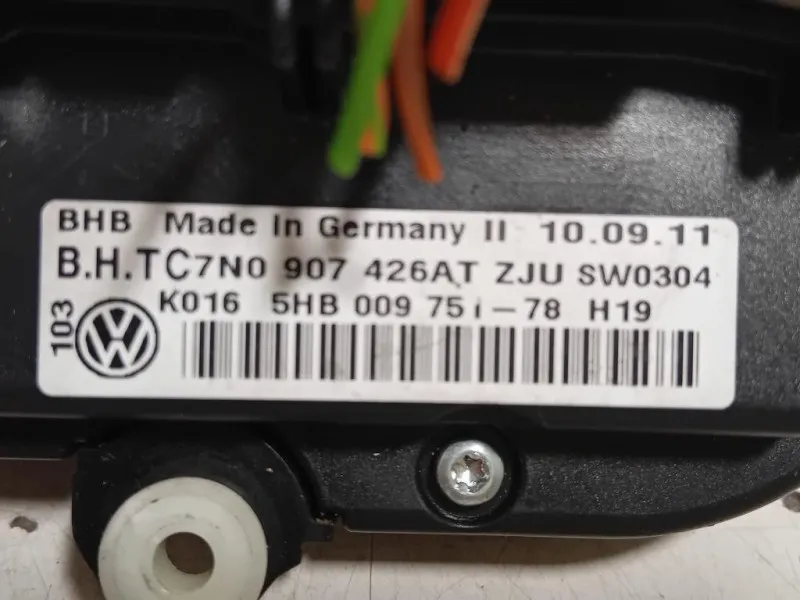 BHB Made In Germany II 10.09.11
B.H.TC7N0 907 426AT ZJU SW0304
K016 5HB 009 751-78 H19
103
VW